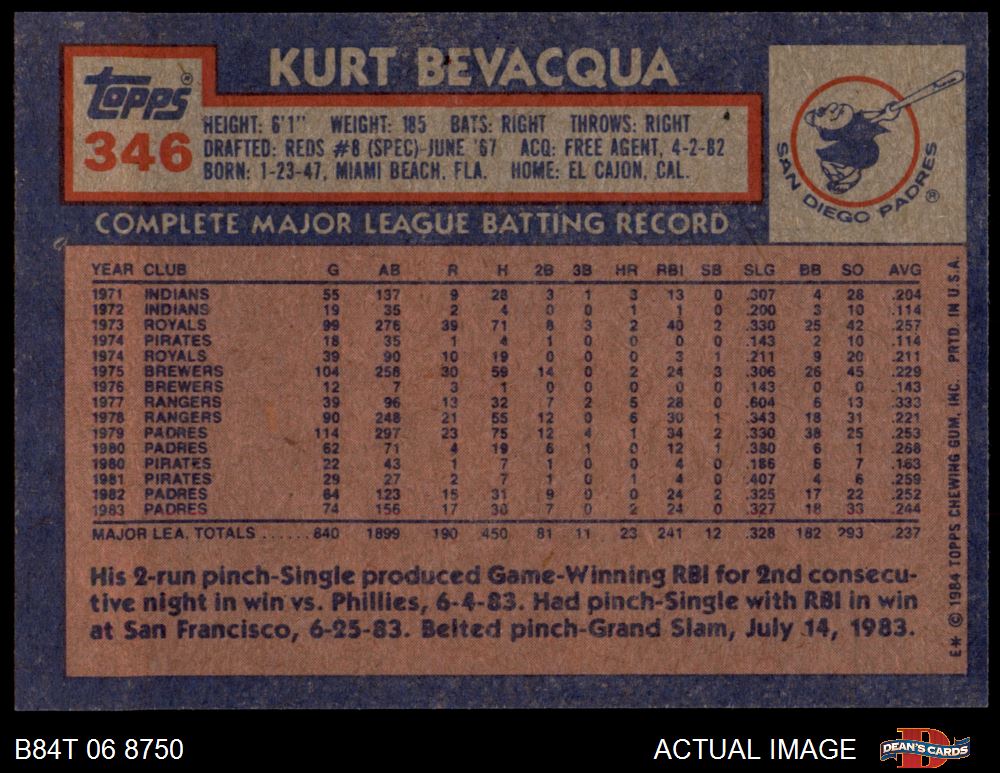 KURT BEVACQUA
Topps®
346
HEIGHT: 6'1" WEIGHT: 185 BATS: RIGHT THROWS: RIGHT
DRAFTED: REDS #8 (SPEC)-JUNE '67 ACQ: FREE AGENT, 4-2-82
BORN: 1-23-47, MIAMI BEACH, FLA. HOME: EL CAJON, CAL.
SAN DIEGO PADRES ®
COMPLETE MAJOR LEAGUE BATTING RECORD
YEAR CLUB G AB R H 2B 3B HR RBI SB SLG BB SO AVG
1971 INDIANS 55 137 9 28 3 1 3 13 0 .307 4 28 .204
1972 INDIANS 19 35 2 4 0 0 1 1 0 .200 3 10 .114
1973 ROYALS 99 276 39 71 8 3 2 40 2 .330 25 42 .257
1974 PIRATES 18 35 1 4 1 0 0 0 0 .143 2 10 .114
1974 ROYALS 39 90 10 19 0 0 0 3 1 .211 9 20 .211
1975 BREWERS 104 258 30 59 14 0 2 24 3 .306 26 45 .229
1976 BREWERS 12 7 3 1 0 0 0 0 0 .143 0 0 .143
1977 RANGERS 39 96 13 32 7 2 5 28 0 .604 6 13 .333
1978 RANGERS 90 248 21 55 12 0 6 30 1 .343 18 31 .221
1979 PADRES 114 297 23 75 12 4 1 34 2 .330 38 25 .253
1980 PADRES 62 71 4 19 6 1 0 12 1 .380 6 1 .268
1980 PIRATES 22 43 1 7 1 0 0 4 0 .186 6 7 .163
1981 PIRATES 29 27 2 7 1 0 1 4 0 .407 4 6 .259
1982 PADRES 64 123 15 31 9 0 0 24 2 .325 17 22 .252
1983 PADRES 74 156 17 38 7 0 2 24 0 .327 18 33 .244
MAJOR LEA. TOTALS ...... 840 1899 190 450 81 11 23 241 12 .328 182 293 .237
His 2-run pinch-Single produced Game-Winning RBI for 2nd consecu-
tive night in win vs. Phillies, 6-4-83. Had pinch-Single with RBI in win
at San Francisco, 6-25-83. Belted pinch-Grand Slam, July 14, 1983.
E* © 1984 TOPPS CHEWING GUM, INC. PRTD. IN U.S.A.
B84T 06 8750
ACTUAL IMAGE
DEAN'S CARDS